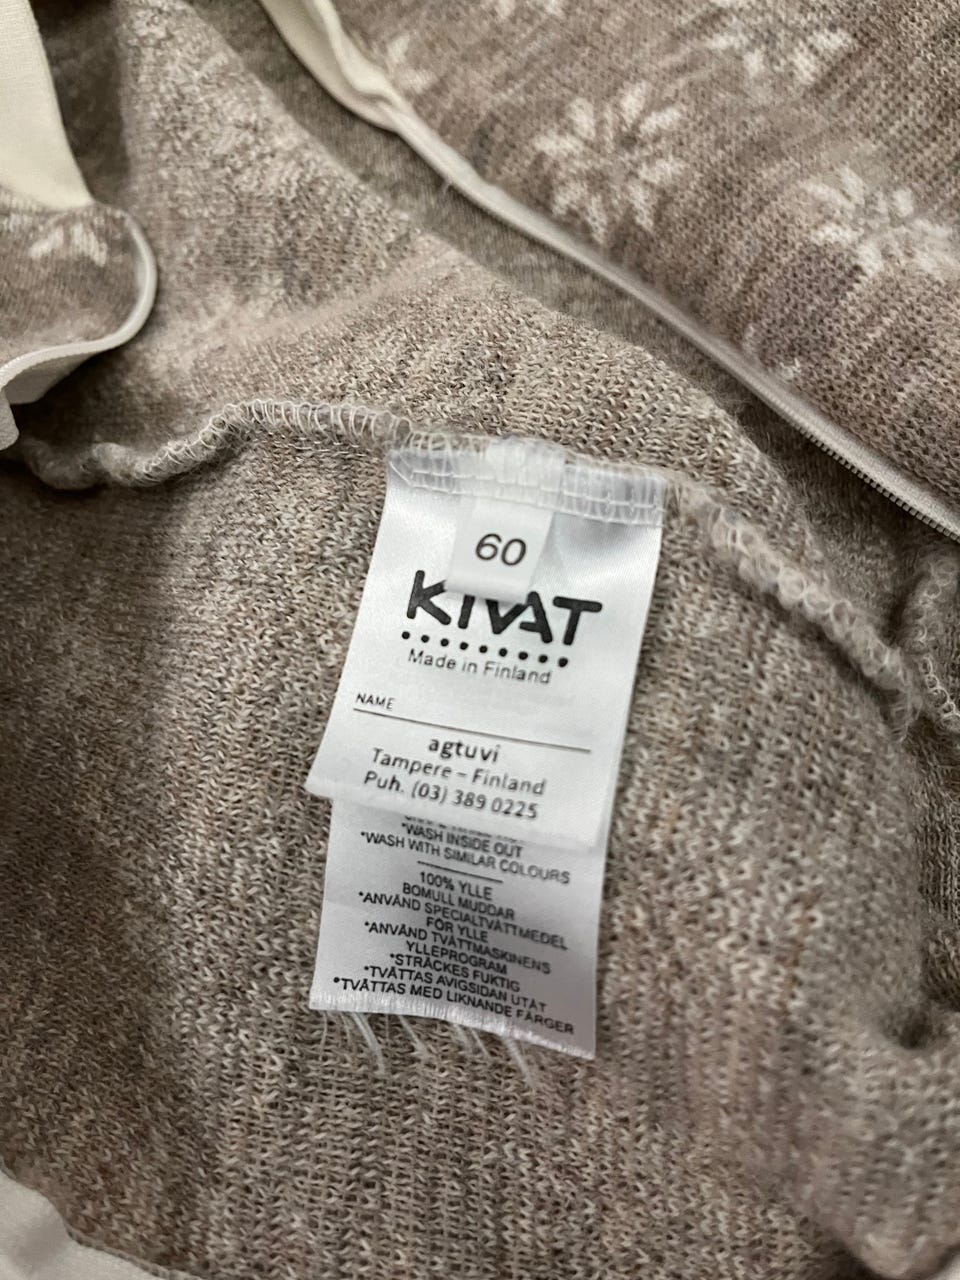 60
KIVAT
Made in Finland
NAME
agtuvi
Tampere – Finland
Puh. (03) 389 0225
*WASH INSIDE OUT
*WASH WITH SIMILAR COLOURS
100% YLLE
BOMULL MUDDAR
*ANVÄND SPECIALTVÄTTMEDEL
FÖR YLLE
*ANVÄND TVÄTTMASKINENS
YLLEPROGRAM
*STRÄCKES FUKTIG
*TVÄTTAS AVIGSIDAN UTÅT
*TVÄTTAS MED LIKNANDE FÄRGER